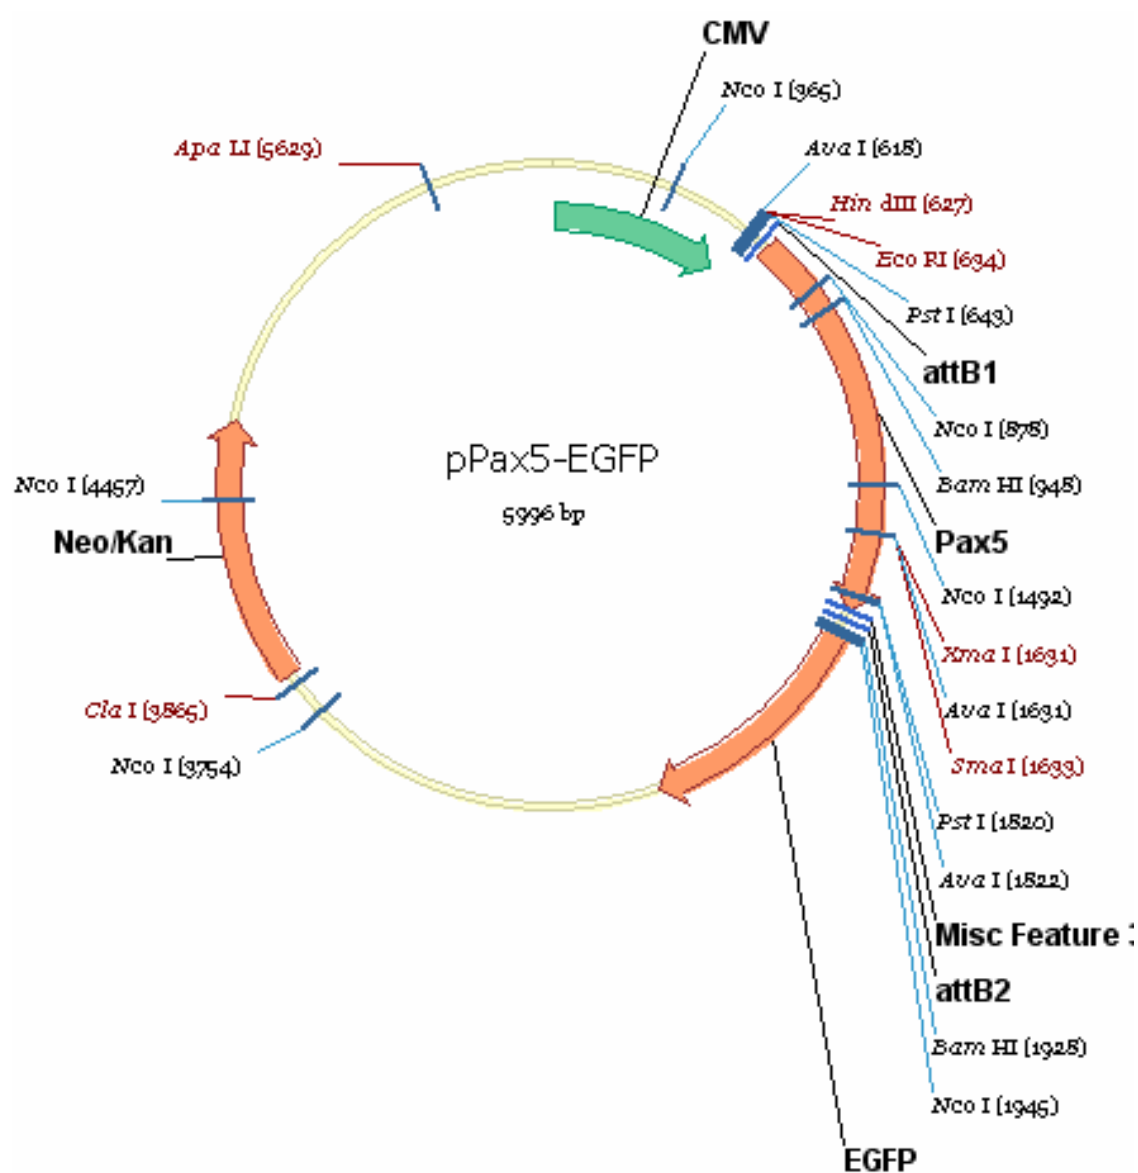 CMV
Nco I (365)
Apa LI (5629)
Ava I (618)
Hin dIII (627)
Eco RI (634)
Pst I (643)
attB1
Nco I (878)
pPax5-EGFP
Bam HI (948)
Nco I (4457)
5996 bp
Neo/Kan
Pax5
Nco I (1492)
Xma I (1631)
Cla I (3865)
Ava I (1631)
Nco I (3754)
Sma I (1633)
Pst I (1820)
Ava I (1822)
Misc Feature 3
attB2
Bam HI (1928)
Nco I (1945)
EGFP